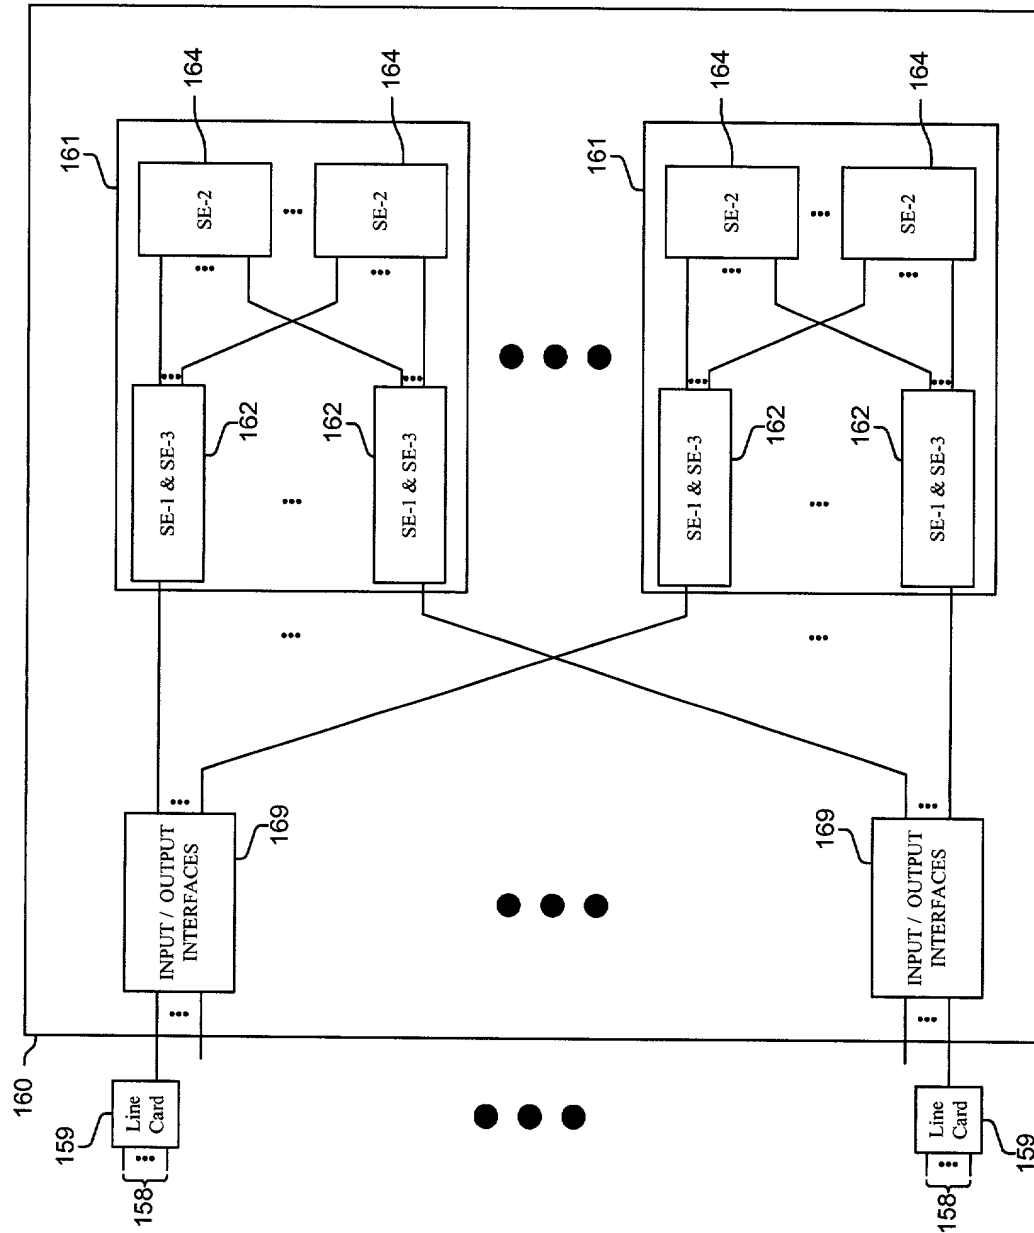 160
159
161
164
Line
Card
158
INPUT / OUTPUT
INTERFACES
169
SE-1 & SE-3
162
SE-2
162
SE-1 & SE-3
SE-2
164
161
164
SE-1 & SE-3
162
SE-2
169
INPUT / OUTPUT
INTERFACES
162
SE-1 & SE-3
SE-2
164
Line
Card
158
159